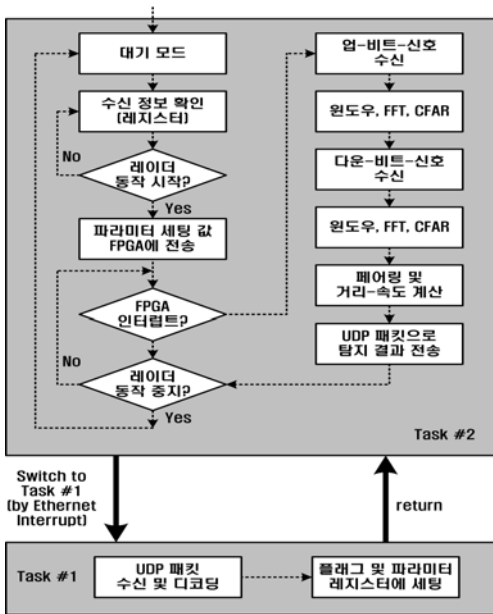 대기 모드
수신 정보 확인
(레지스터)
No
레이더
동작 시작?
Yes
파라미터 세팅 값
FPGA에 전송
FPGA
인터럽트?
No
레이더
동작 중지?
Yes
업-비트-신호
수신
윈도우, FFT, CFAR
다운-비트-신호
수신
윈도우, FFT, CFAR
페어링 및
거리-속도 계산
UDP 패킷으로
탐지 결과 전송
Task #2
Switch to
Task #1
(by Ethernet
Interrupt)
return
Task #1
UDP 패킷
수신 및 디코딩
플래그 및 파라미터
레지스터에 세팅